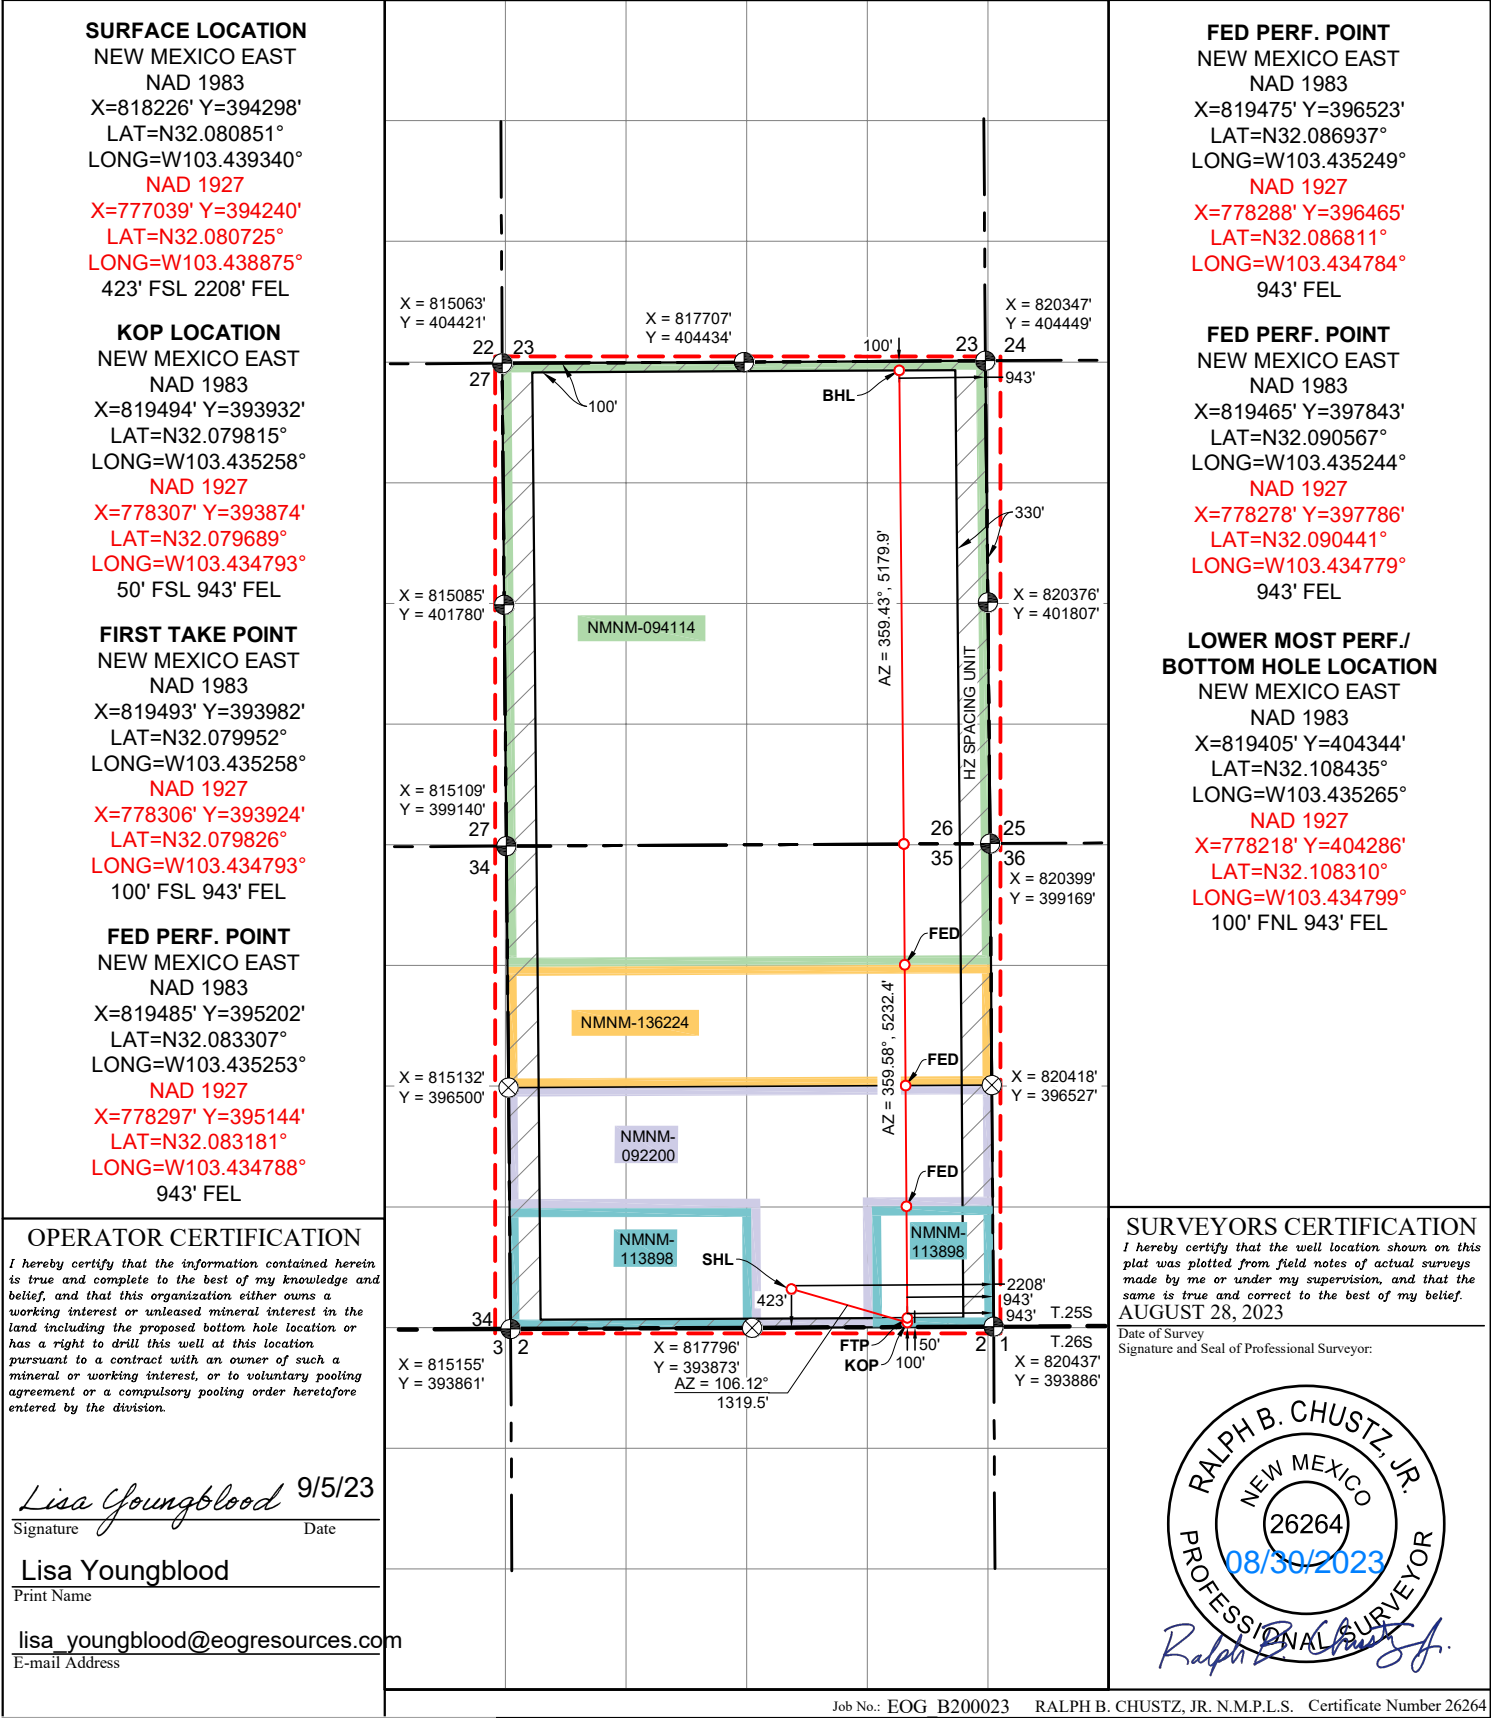 SURFACE LOCATION
NEW MEXICO EAST
NAD 1983
X=818226' Y=394298'
LAT=N32.080851°
LONG=W103.439340°
NAD 1927
X=777039' Y=394240'
LAT=N32.080725°
LONG=W103.438875°
423' FSL 2208' FEL
KOP LOCATION
NEW MEXICO EAST
NAD 1983
X=819494' Y=393932'
LAT=N32.079815°
LONG=W103.435258°
NAD 1927
X=778307' Y=393874'
LAT=N32.079689°
LONG=W103.434793°
50' FSL 943' FEL
FIRST TAKE POINT
NEW MEXICO EAST
NAD 1983
X=819493' Y=393982'
LAT=N32.079952°
LONG=W103.435258°
NAD 1927
X=778306' Y=393924'
LAT=N32.079826°
LONG=W103.434793°
100' FSL 943' FEL
FED PERF. POINT
NEW MEXICO EAST
NAD 1983
X=819485' Y=395202'
LAT=N32.083307°
LONG=W103.435253°
NAD 1927
X=778297' Y=395144'
LAT=N32.083181°
LONG=W103.434788°
943' FEL
OPERATOR CERTIFICATION
I hereby certify that the information contained herein
is true and complete to the best of my knowledge and
belief, and that this organization either owns a
working interest or unleased mineral interest in the
land including the proposed bottom hole location or
has a right to drill this well at this location
pursuant to a contract with an owner of such a
mineral or working interest, or to voluntary pooling
agreement or a compulsory pooling order heretofore
entered by the division.
Lisa Youngblood 9/5/23
Signature Date
Lisa Youngblood
Print Name
lisa_youngblood@eogresources.com
E-mail Address
X = 815063'
Y = 404421'
X = 817707'
Y = 404434'
X = 820347'
Y = 404449'
22 23
27
100'
23 24
943'
BHL
100'
330'
AZ = 359.43°, 5179.9'
X = 815085'
Y = 401780'
X = 820376'
Y = 401807'
NMNM-094114
HZ SPACING UNIT
X = 815109'
Y = 399140'
27
34
26 25
35 36
X = 820399'
Y = 399169'
FED
AZ = 359.58°, 5232.4'
NMNM-136224
FED
X = 815132'
Y = 396500'
X = 820418'
Y = 396527'
NMNM-
092200
FED
NMNM-
113898
NMNM-
113898
SHL
2208'
943'
943'
423'
34
3 2
T.25S
T.26S
2 1
FTP
KOP
50'
100'
X = 817796'
Y = 393873'
AZ = 106.12°
1319.5'
X = 815155'
Y = 393861'
X = 820437'
Y = 393886'
FED PERF. POINT
NEW MEXICO EAST
NAD 1983
X=819475' Y=396523'
LAT=N32.086937°
LONG=W103.435249°
NAD 1927
X=778288' Y=396465'
LAT=N32.086811°
LONG=W103.434784°
943' FEL
FED PERF. POINT
NEW MEXICO EAST
NAD 1983
X=819465' Y=397843'
LAT=N32.090567°
LONG=W103.435244°
NAD 1927
X=778278' Y=397786'
LAT=N32.090441°
LONG=W103.434779°
943' FEL
LOWER MOST PERF./
BOTTOM HOLE LOCATION
NEW MEXICO EAST
NAD 1983
X=819405' Y=404344'
LAT=N32.108435°
LONG=W103.435265°
NAD 1927
X=778218' Y=404286'
LAT=N32.108310°
LONG=W103.434799°
100' FNL 943' FEL
SURVEYORS CERTIFICATION
I hereby certify that the well location shown on this
plat was plotted from field notes of actual surveys
made by me or under my supervision, and that the
same is true and correct to the best of my belief.
AUGUST 28, 2023
Date of Survey
Signature and Seal of Professional Surveyor:
RALPH B. CHUSTZ, JR.
NEW MEXICO
26264
08/30/2023
PROFESSIONAL SURVEYOR
Ralph B. Chustz Jr.
Job No.: EOG_B200023 RALPH B. CHUSTZ, JR. N.M.P.L.S. Certificate Number 26264